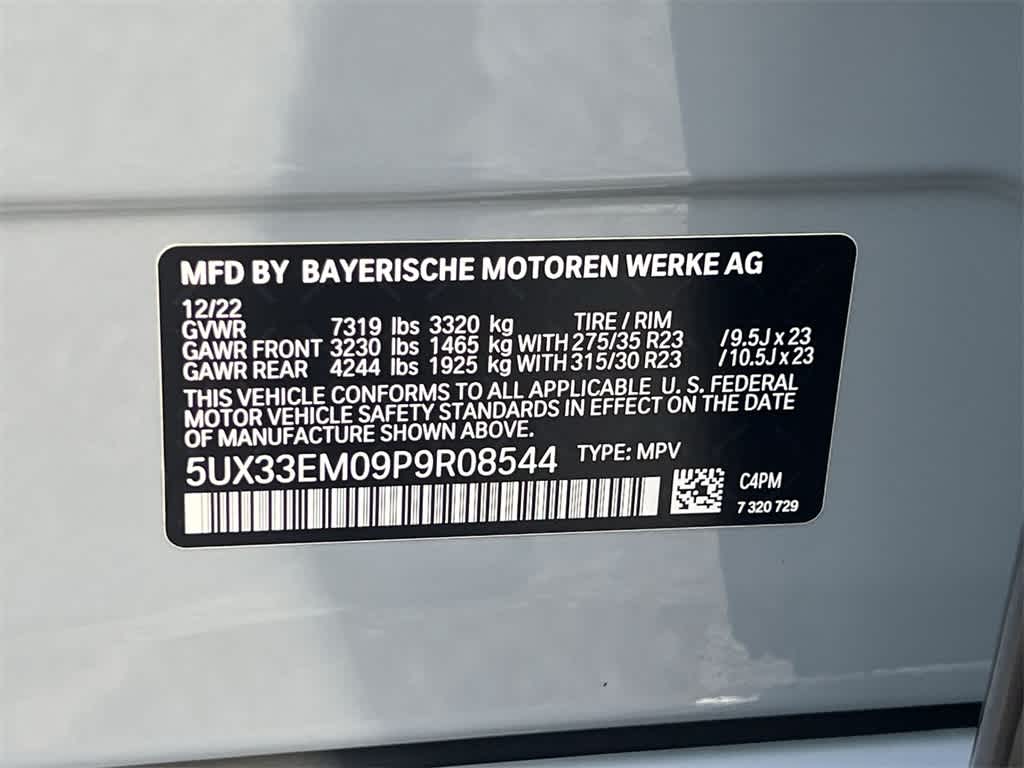 MFD BY BAYERISCHE MOTOREN WERKE AG
12/22
GVWR 7319 lbs 3320 kg TIRE / RIM
GAWR FRONT 3230 lbs 1465 kg WITH 275/35 R23 /9.5J x 23
GAWR REAR 4244 lbs 1925 kg WITH 315/30 R23 /10.5J x 23
THIS VEHICLE CONFORMS TO ALL APPLICABLE U. S. FEDERAL
MOTOR VEHICLE SAFETY STANDARDS IN EFFECT ON THE DATE
OF MANUFACTURE SHOWN ABOVE.
5UX33EM09P9R08544 TYPE: MPV
C4PM
7 320 729